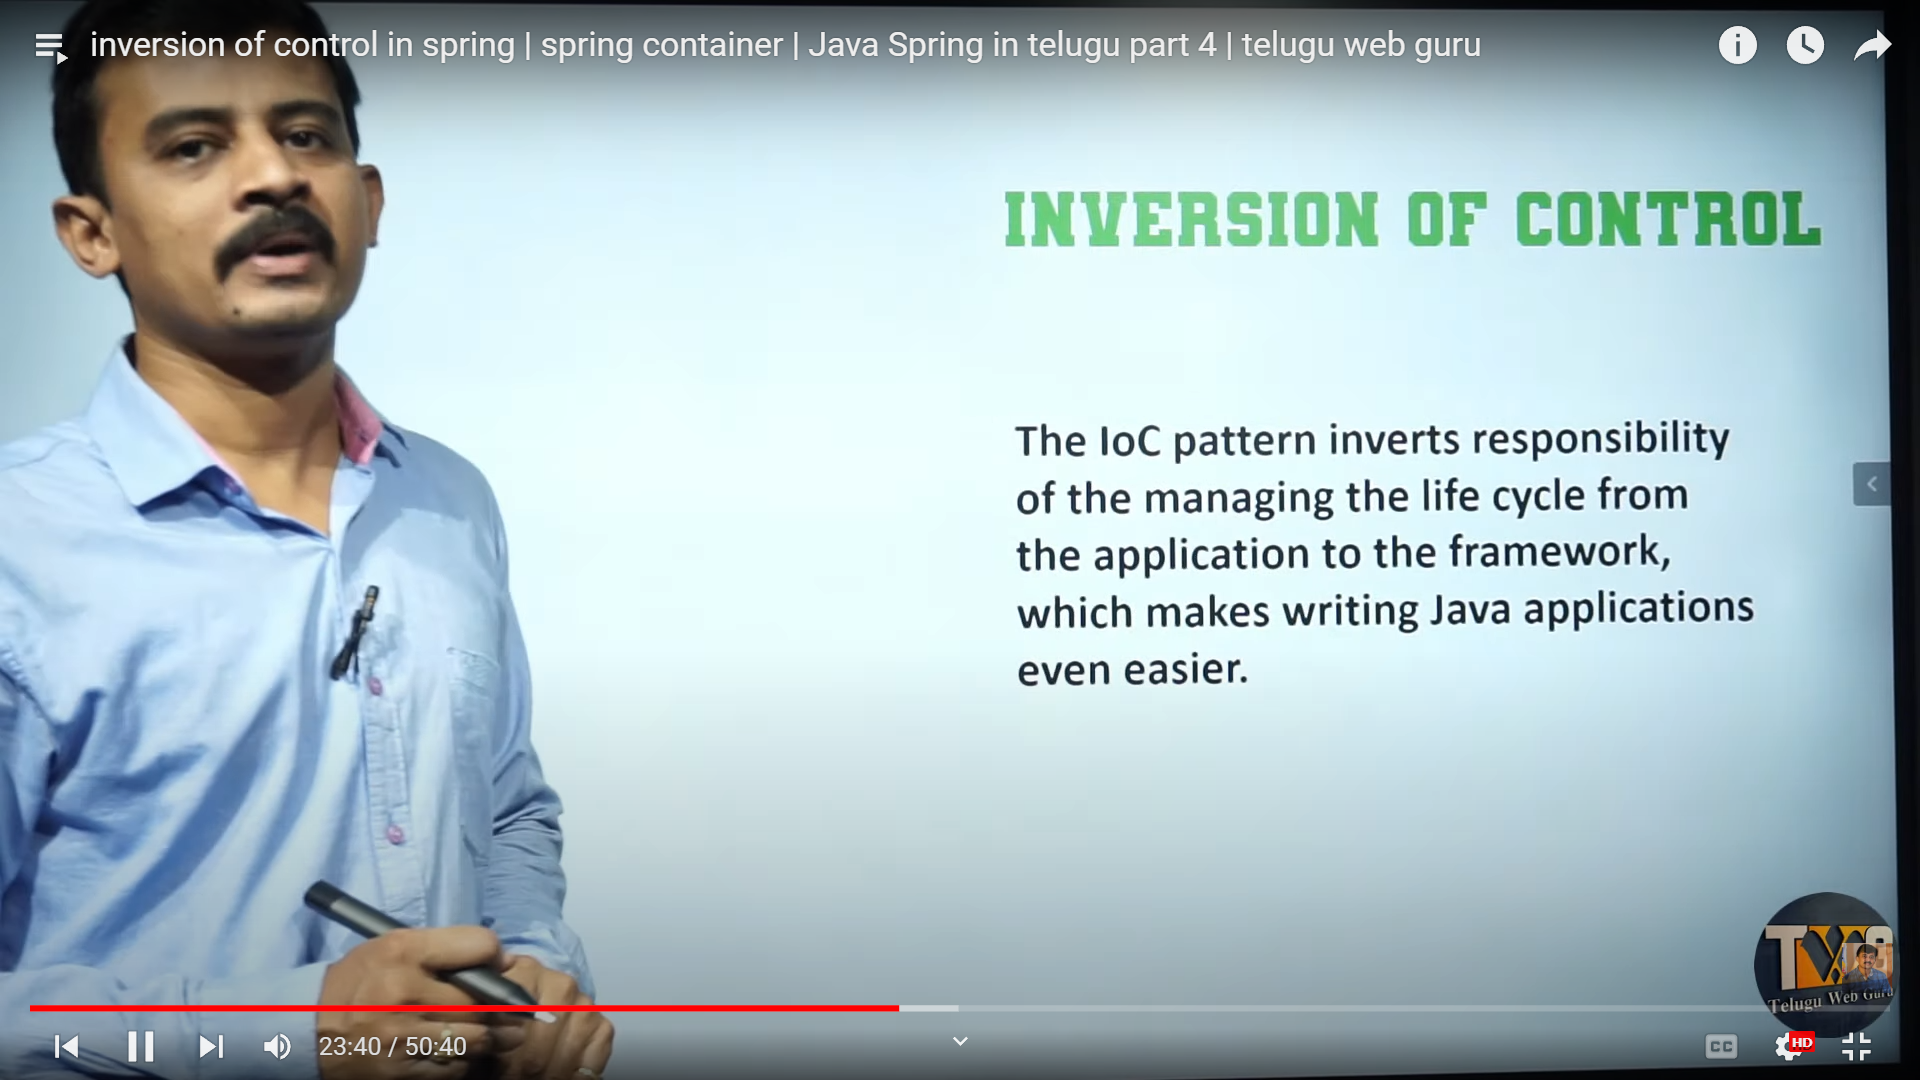 inversion of control in spring | spring container | Java Spring in telugu part 4 | telugu web guru
INVERSION OF CONTROL
The IoC pattern inverts responsibility
of the managing the life cycle from
the application to the framework,
which makes writing Java applications
even easier.
Telugu Web Guru
23:40 / 50:40
CC
HD